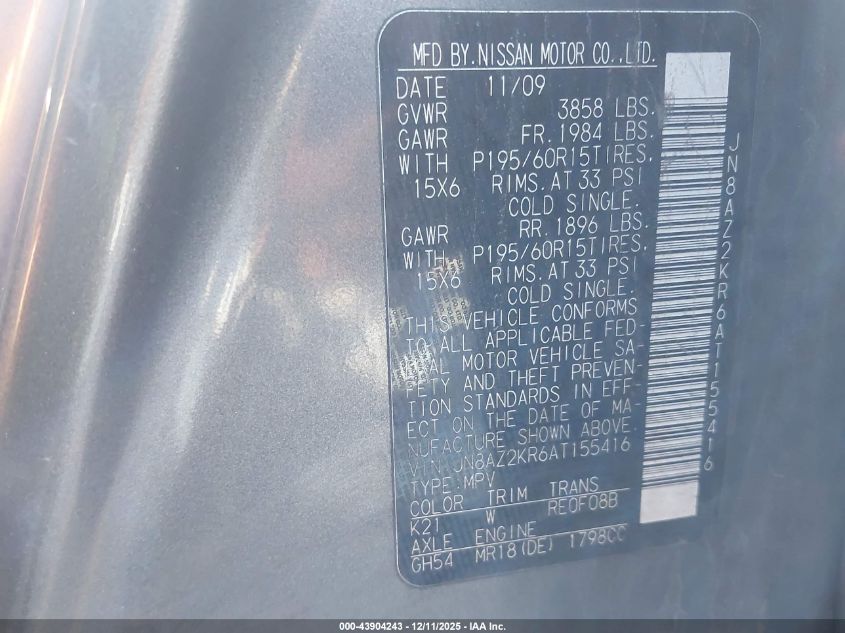 MFD BY.NISSAN MOTOR CO.,LTD.
DATE 11/09
GVWR 3858 LBS.
GAWR FR. 1984 LBS.
WITH P195/60R15TIRES,
15X6 RIMS. AT 33 PSI
COLD SINGLE.
GAWR RR. 1896 LBS.
WITH P195/60R15TIRES,
15X6 RIMS. AT 33 PSI
COLD SINGLE.
THIS VEHICLE CONFORMS
TO ALL APPLICABLE FED-
ERAL MOTOR VEHICLE SA-
FETY AND THEFT PREVEN-
TION STANDARDS IN EFF-
ECT ON THE DATE OF MA-
NUFACTURE SHOWN ABOVE.
VIN JN8AZ2KR6AT155416
TYPE:MPV
COLOR TRIM TRANS
K21 W RE0F08B
AXLE ENGINE
GH54 MR18(DE) 1798CC
JN8AZ2KR6AT155416
000-43904243 - 12/11/2025 - IAA Inc.